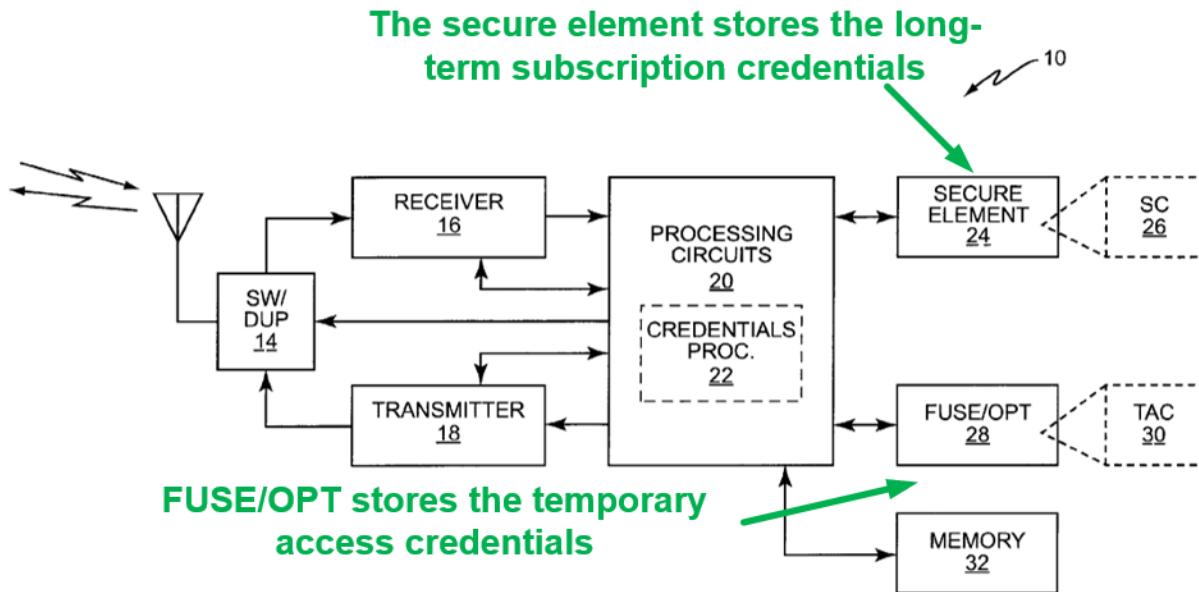 The secure element stores the long-
term subscription credentials
10
RECEIVER
16
PROCESSING
CIRCUITS
20
SECURE
ELEMENT
24
SC
26
SW/
DUP
14
CREDENTIALS
PROC.
22
TRANSMITTER
18
FUSE/OPT
28
TAC
30
FUSE/OPT stores the temporary
access credentials
MEMORY
32